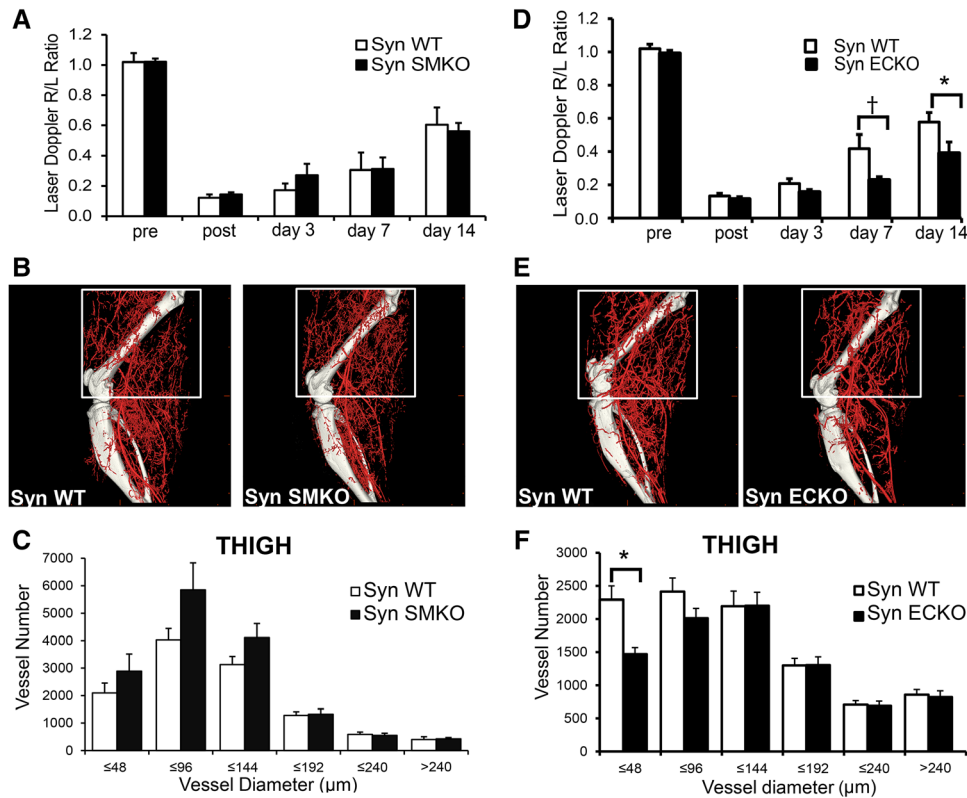 A
Laser Doppler R/L Ratio
1.2
1.0
0.8
0.6
0.4
0.2
0.0
Syn WT
Syn SMKO
pre post day 3 day 7 day 14
D
Laser Doppler R/L Ratio
1.2
1.0
0.8
0.6
0.4
0.2
0.0
Syn WT
Syn ECKO
†
*
pre post day 3 day 7 day 14
B
Syn WT
Syn SMKO
E
Syn WT
Syn ECKO
C
THIGH
Vessel Number
7000
6000
5000
4000
3000
2000
1000
0
Syn WT
Syn SMKO
≤48 ≤96 ≤144 ≤192 ≤240 >240
Vessel Diameter (µm)
F
THIGH
Vessel Number
3000
2500
2000
1500
1000
500
0
*
Syn WT
Syn ECKO
≤48 ≤96 ≤144 ≤192 ≤240 >240
Vessel diameter (µm)